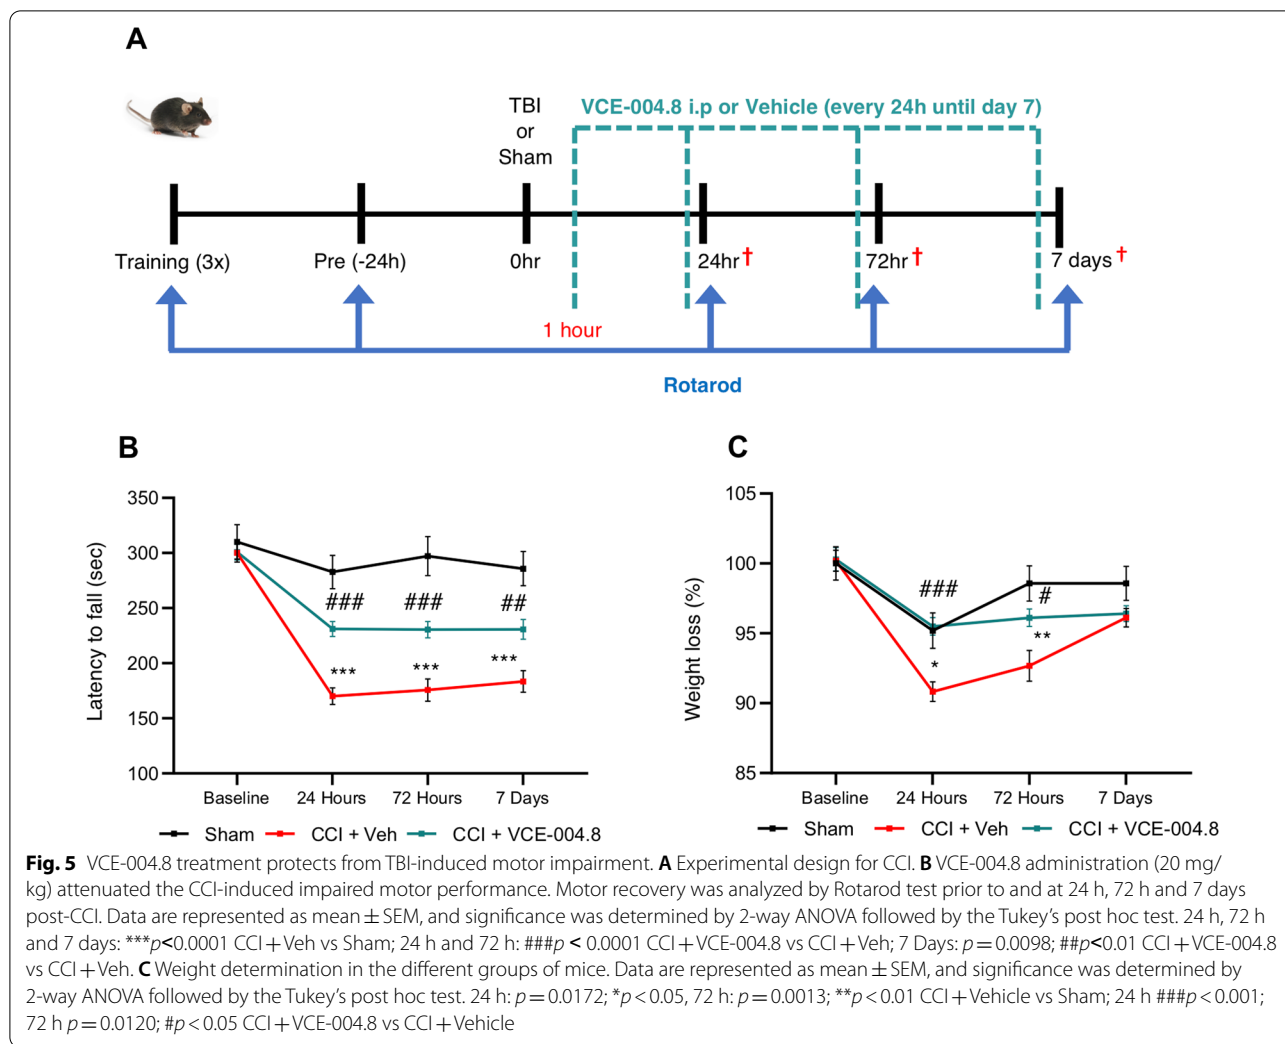 A
TBI
or
Sham
VCE-004.8 i.p or Vehicle (every 24h until day 7)
Training (3x)
Pre (-24h)
0hr
24hr†
72hr†
7 days†
1 hour
Rotarod
B
Latency to fall (sec)
350
300
250
200
150
100
###
###
##
***
***
***
Baseline
24 Hours
72 Hours
7 Days
Sham CCI + Veh CCI + VCE-004.8
C
Weight loss (%)
105
100
95
90
85
###
#
*
**
Baseline
24 Hours
72 Hours
7 Days
Sham CCI + Veh CCI + VCE-004.8
Fig. 5 VCE-004.8 treatment protects from TBI-induced motor impairment. A Experimental design for CCI. B VCE-004.8 administration (20 mg/
kg) attenuated the CCI-induced impaired motor performance. Motor recovery was analyzed by Rotarod test prior to and at 24 h, 72 h and 7 days
post-CCI. Data are represented as mean ± SEM, and significance was determined by 2-way ANOVA followed by the Tukey's post hoc test. 24 h, 72 h
and 7 days: ***p<0.0001 CCI + Veh vs Sham; 24 h and 72 h: ###p < 0.0001 CCI + VCE-004.8 vs CCI + Veh; 7 Days: p = 0.0098; ##p<0.01 CCI + VCE-004.8
vs CCI + Veh. C Weight determination in the different groups of mice. Data are represented as mean ± SEM, and significance was determined by
2-way ANOVA followed by the Tukey's post hoc test. 24 h: p = 0.0172; *p < 0.05, 72 h: p = 0.0013; **p < 0.01 CCI + Vehicle vs Sham; 24 h ###p < 0.001;
72 h p = 0.0120; #p < 0.05 CCI + VCE-004.8 vs CCI + Vehicle